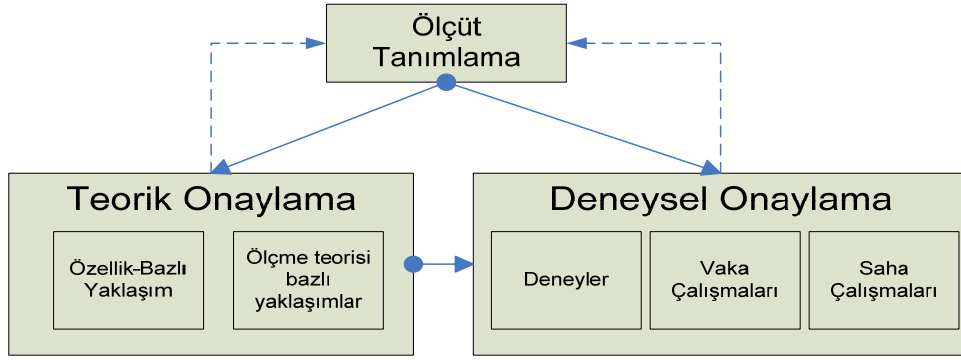 Ölçüt
Tanımlama
Teorik Onaylama
Özellik-Bazlı
Yaklaşım
Ölçme teorisi
bazlı
yaklaşımlar
Deneysel Onaylama
Deneyler
Vaka
Çalışmaları
Saha
Çalışmaları